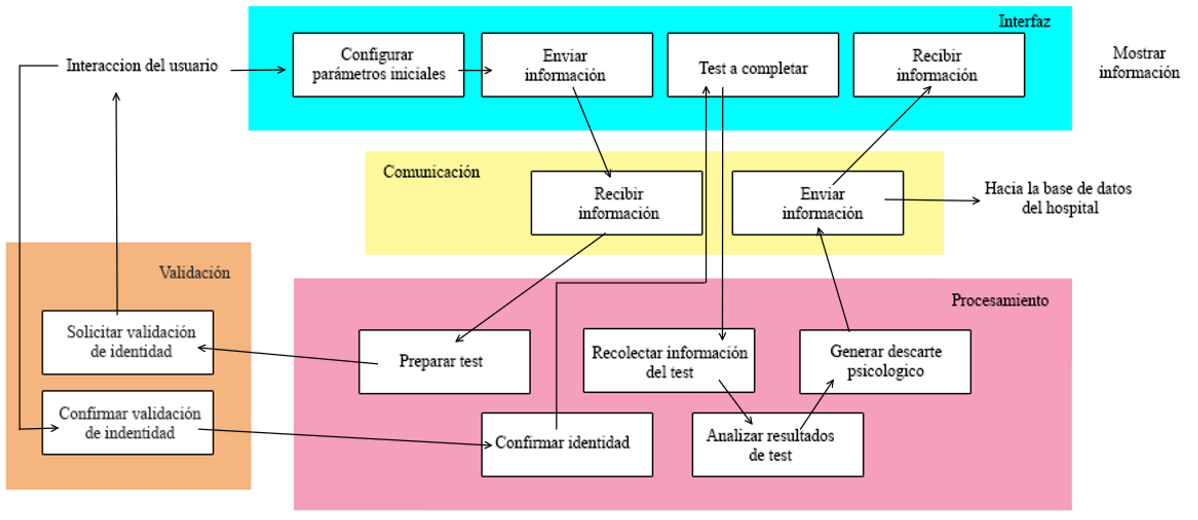 Interfaz
Interaccion del usuario
Configurar
parámetros iniciales
Enviar
información
Test a completar
Recibir
información
Mostrar
información
Comunicación
Recibir
información
Enviar
información
Hacia la base de datos
del hospital
Validación
Solicitar validación
de identidad
Confirmar validación
de indentidad
Procesamiento
Preparar test
Recolectar información
del test
Generar descarte
psicologico
Confirmar identidad
Analizar resultados
de test